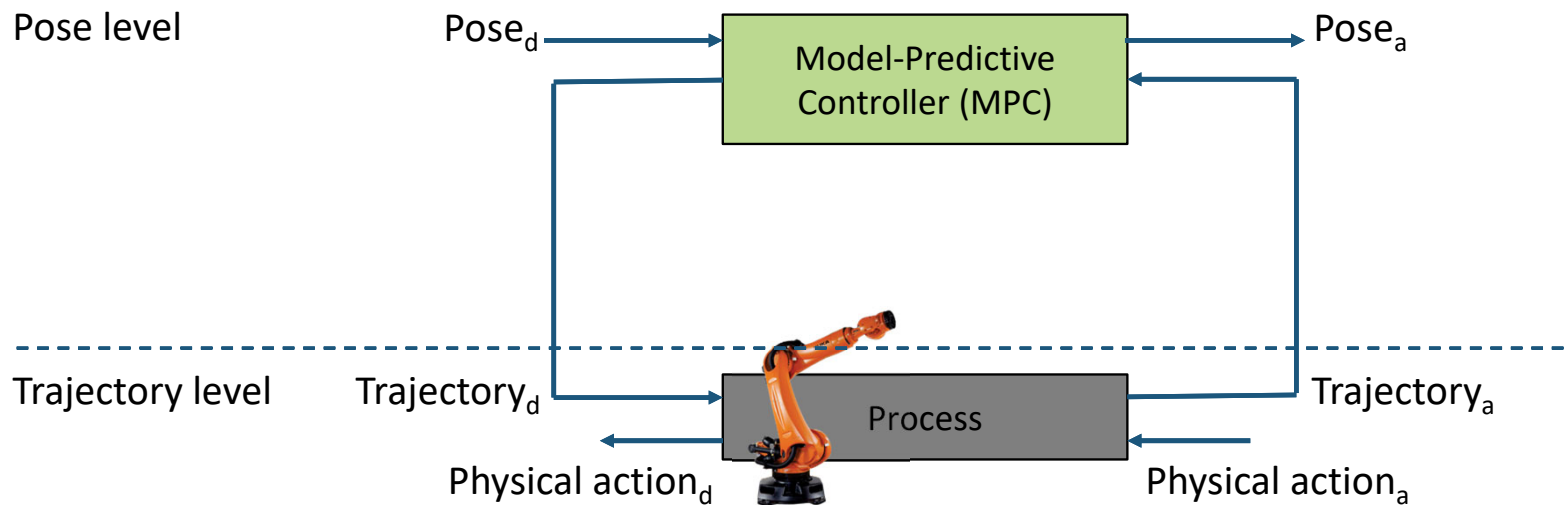 Pose level
Pose_d
Model-Predictive
Controller (MPC)
Pose_a
Trajectory level
Trajectory_d
Process
Trajectory_a
Physical action_d
Physical action_a